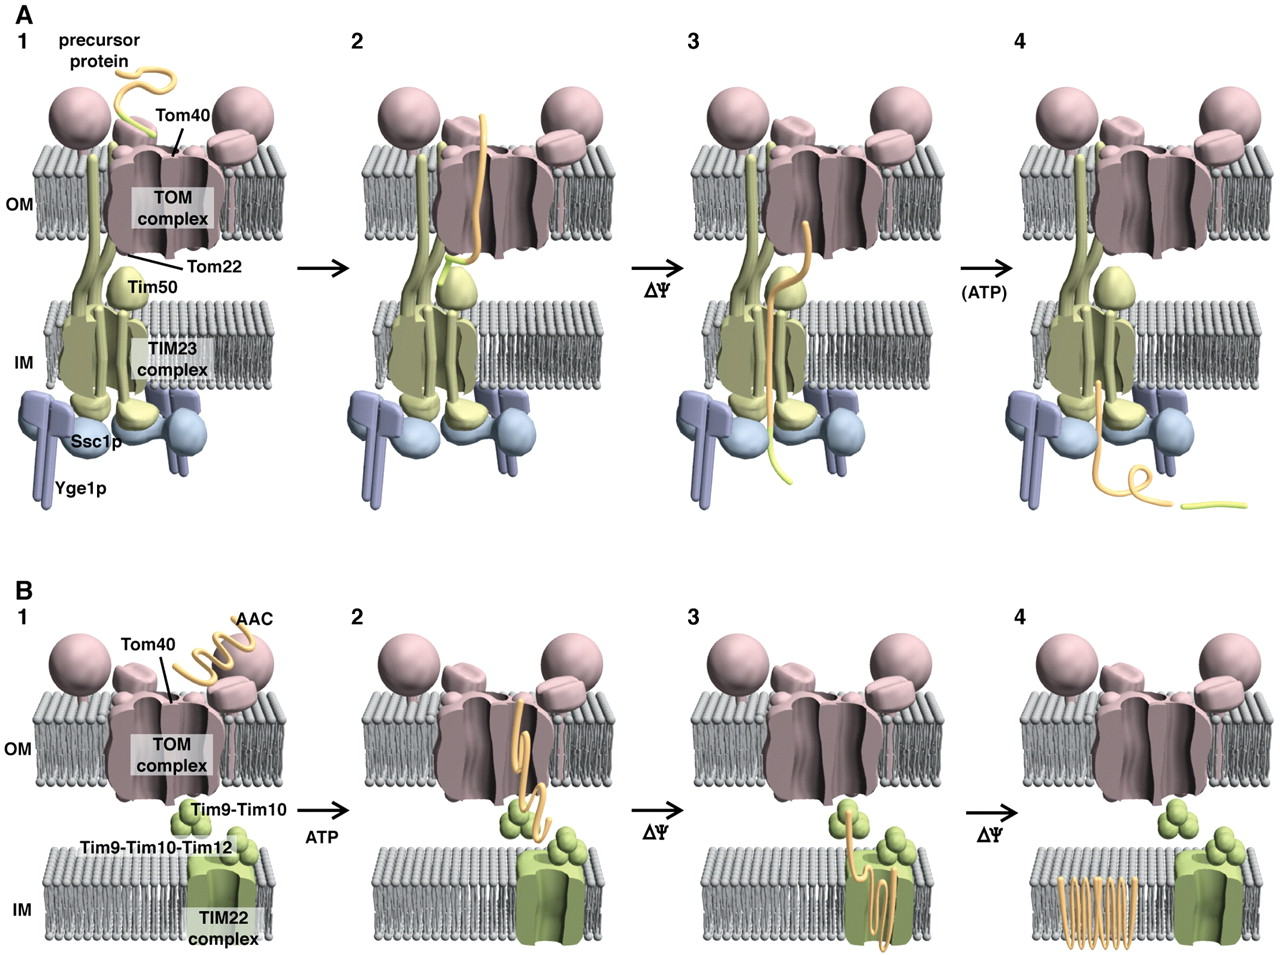 A
1
2
3
4
precursor
protein
Tom40
TOM
complex
OM
Tom22
Tim50
ΔΨ
(ATP)
TIM23
complex
IM
Ssc1p
Yge1p
B
1
2
3
4
AAC
Tom40
OM
TOM
complex
Tim9-Tim10
ATP
ΔΨ
ΔΨ
Tim9-Tim10-Tim12
IM
TIM22
complex